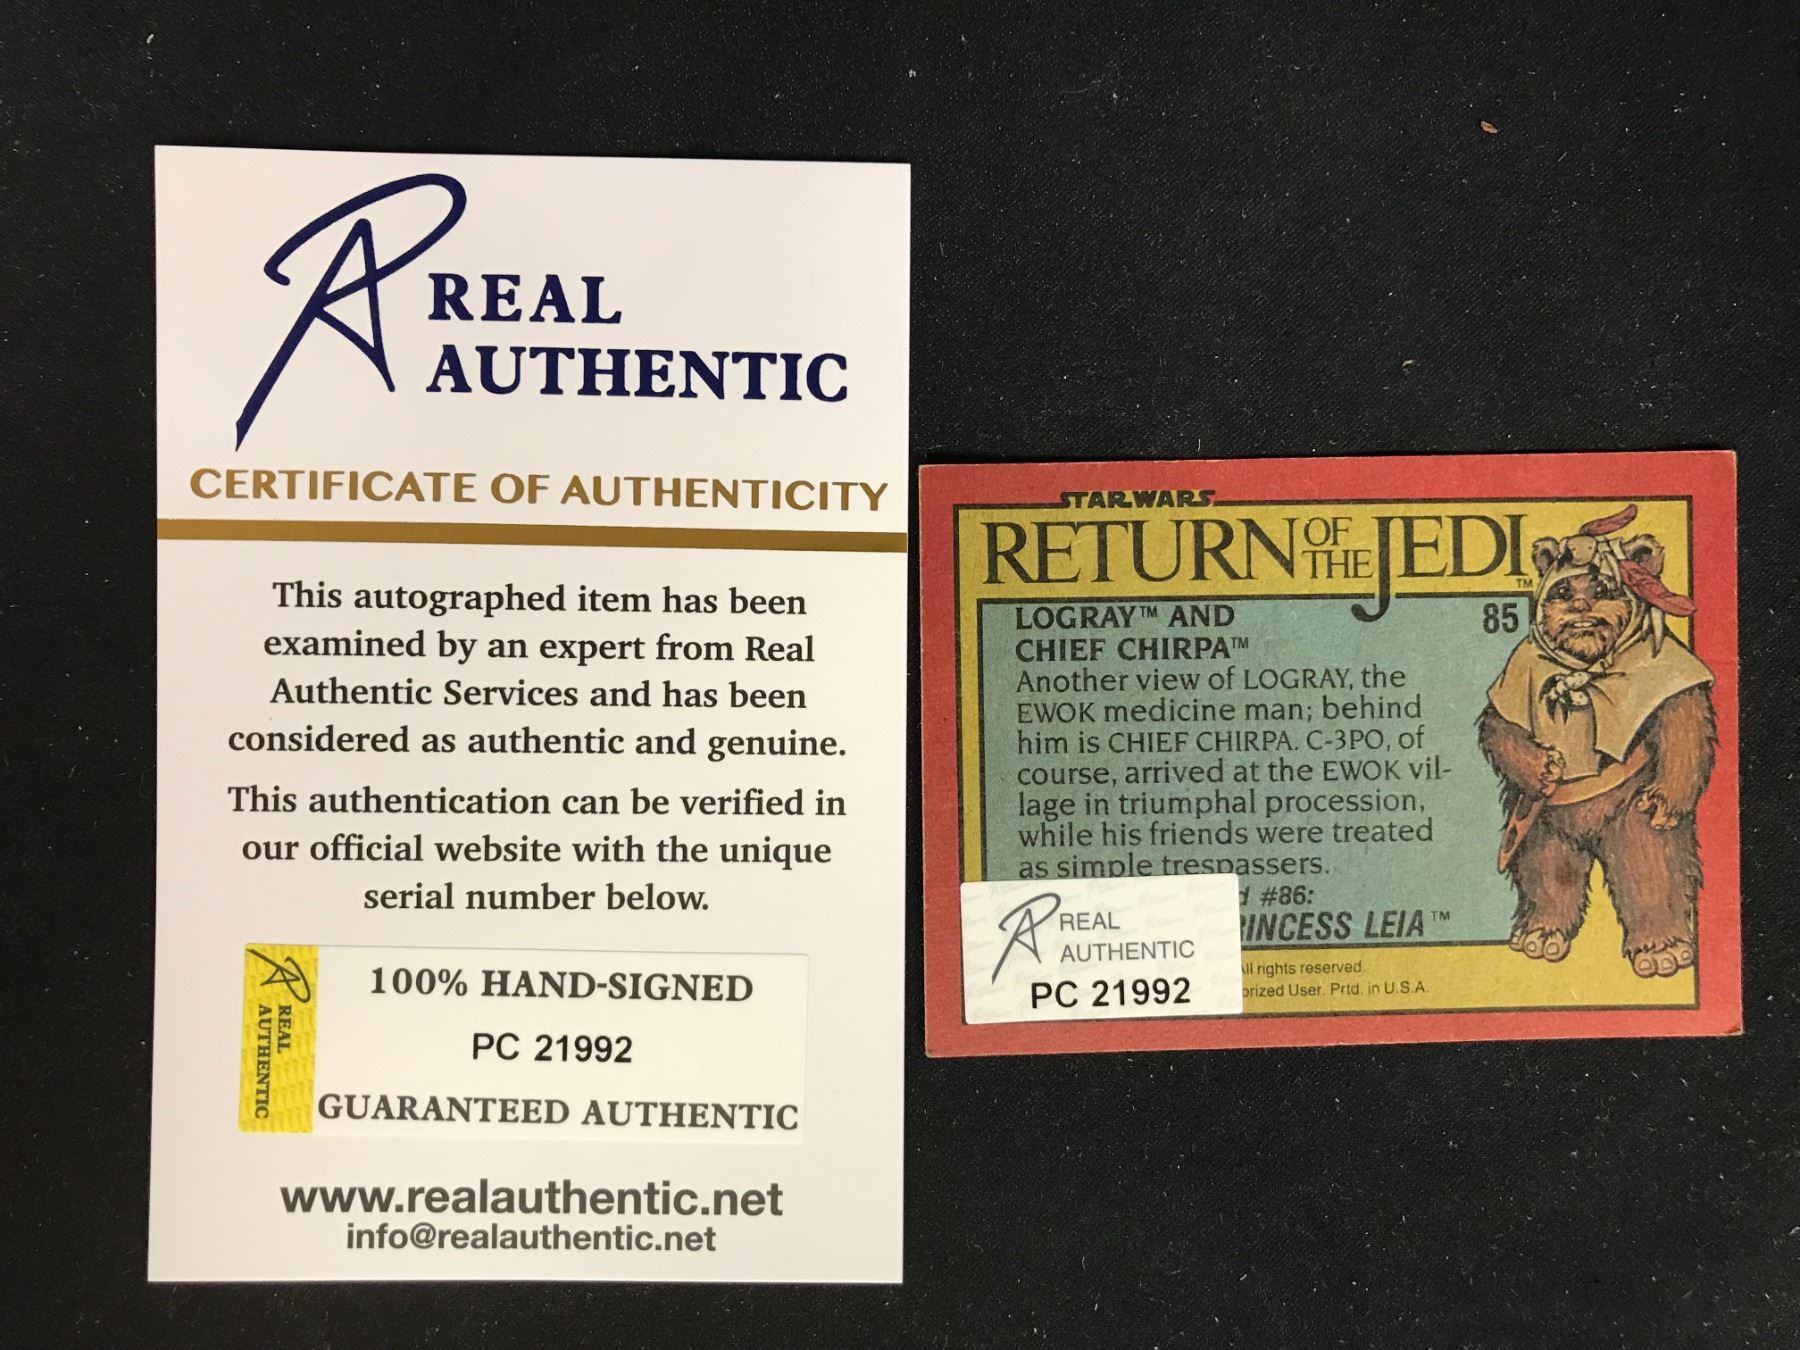 REAL
AUTHENTIC
CERTIFICATE OF AUTHENTICITY
This autographed item has been
examined by an expert from Real
Authentic Services and has been
considered as authentic and genuine.
This authentication can be verified in
our official website with the unique
serial number below.
REAL
AUTHENTIC
100% HAND-SIGNED
PC 21992
GUARANTEED AUTHENTIC
www.realauthentic.net
info@realauthentic.net
STAR WARS
RETURN OF THE JEDI™
LOGRAY™ AND 85
CHIEF CHIRPA™
Another view of LOGRAY, the
EWOK medicine man; behind
him is CHIEF CHIRPA. C-3PO, of
course, arrived at the EWOK vil-
lage in triumphal procession,
while his friends were treated
as simple trespassers.
#86:
LEIA™
All rights reserved.
User. Prtd. in U.S.A.
REAL
AUTHENTIC
PC 21992